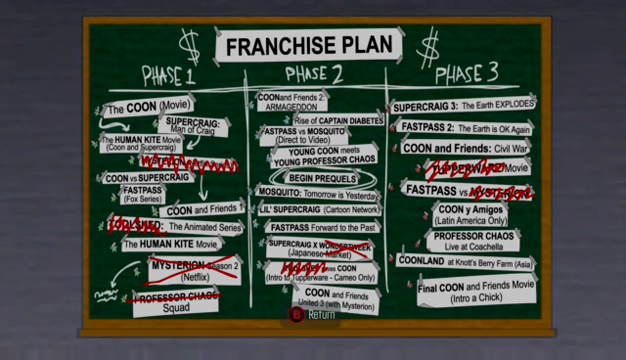 FRANCHISE PLAN
PHASE 1
The COON (Movie)
SUPERCRAIG:
Man of Craig
The HUMAN KITE Movie
(Coon and Supercraig)
COON vs SUPERCRAIG
FASTPASS
(Fox Series)
COON and Friends 1
The Animated Series
The HUMAN KITE Movie
MYSTERION Season 2
(Netflix)
PROFESSOR CHAOS
Squad
PHASE 2
COON and Friends 2:
ARMAGEDDON
Rise of CAPTAIN DIABETES
FASTPASS vs MOSQUITO
(Direct to Video)
YOUNG COON meets
YOUNG PROFESSOR CHAOS
BEGIN PREQUELS
MOSQUITO: Tomorrow is Yesterday
LIL' SUPERCRAIG (Cartoon Network)
FASTPASS Forward to the Past
SUPERCRAIG X WONDERTWEEK
(Japanese Market)
COON
(Intro to Tupperware - Cameo Only)
COON and Friends
United 3 (with Mysterion)
PHASE 3
SUPERCRAIG 3: The Earth EXPLODES
FASTPASS 2: The Earth is OK Again
COON and Friends: Civil War
TUPPERWARE Movie
FASTPASS vs MYSTERION
COON y Amigos
(Latin America Only)
PROFESSOR CHAOS
Live at Coachella
COONLAND at Knott's Berry Farm (Asia)
Final COON and Friends Movie
(Intro a Chick)
B Return